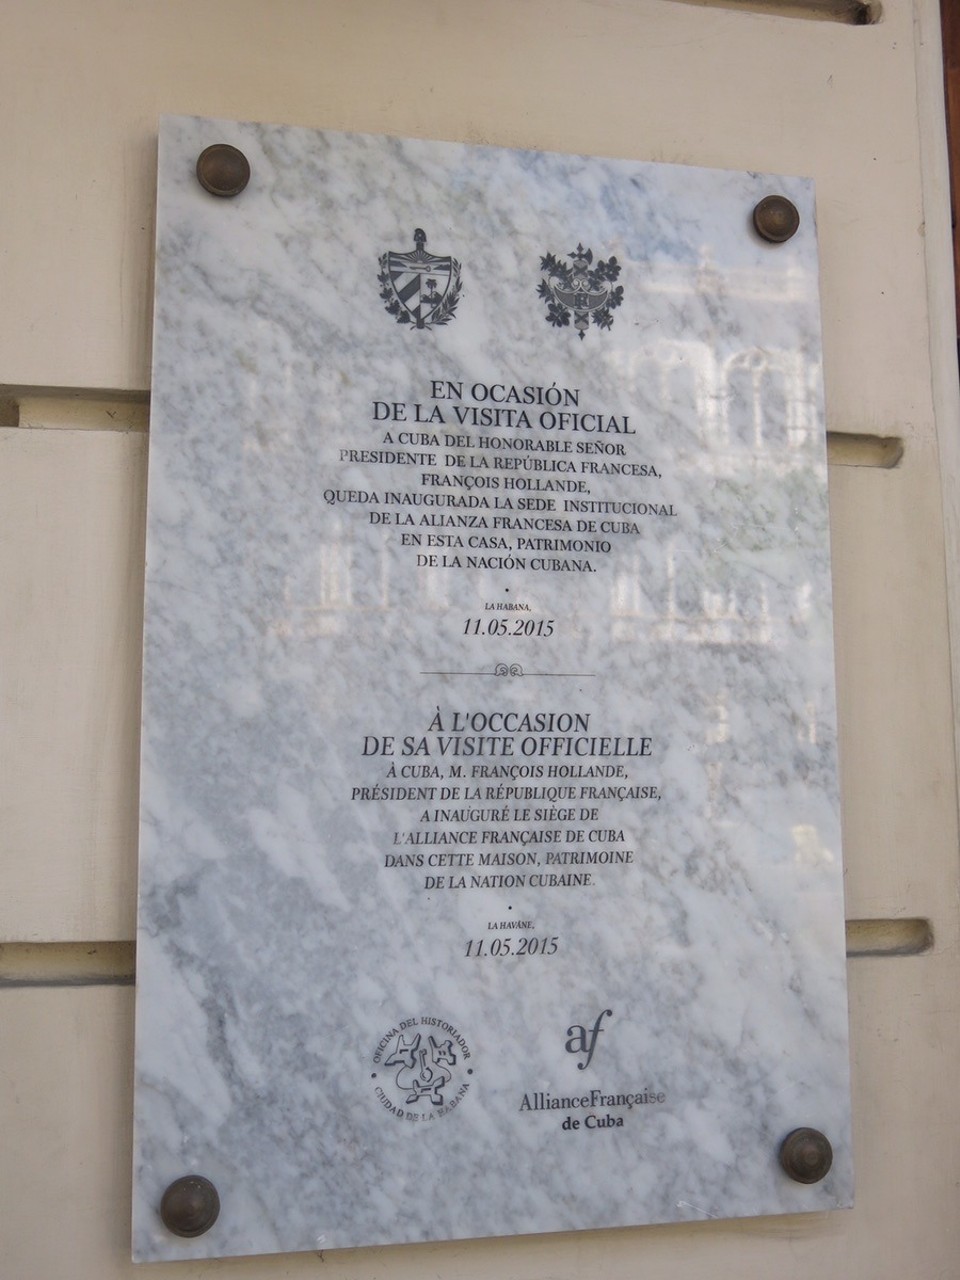 EN OCASIÓN
DE LA VISITA OFICIAL
A CUBA DEL HONORABLE SEÑOR
PRESIDENTE DE LA REPÚBLICA FRANCESA,
FRANÇOIS HOLLANDE,
QUEDA INAUGURADA LA SEDE INSTITUCIONAL
DE LA ALIANZA FRANCESA DE CUBA
EN ESTA CASA, PATRIMONIO
DE LA NACIÓN CUBANA.
LA HABANA,
11.05.2015
À L'OCCASION
DE SA VISITE OFFICIELLE
À CUBA, M. FRANÇOIS HOLLANDE,
PRÉSIDENT DE LA RÉPUBLIQUE FRANÇAISE,
A INAUGURÉ LE SIÈGE DE
L'ALLIANCE FRANÇAISE DE CUBA
DANS CETTE MAISON, PATRIMOINE
DE LA NATION CUBAINE.
LA HAVANE,
11.05.2015
OFICINA DEL HISTORIADOR
CIUDAD DE LA HABANA
af
AllianceFrançaise
de Cuba